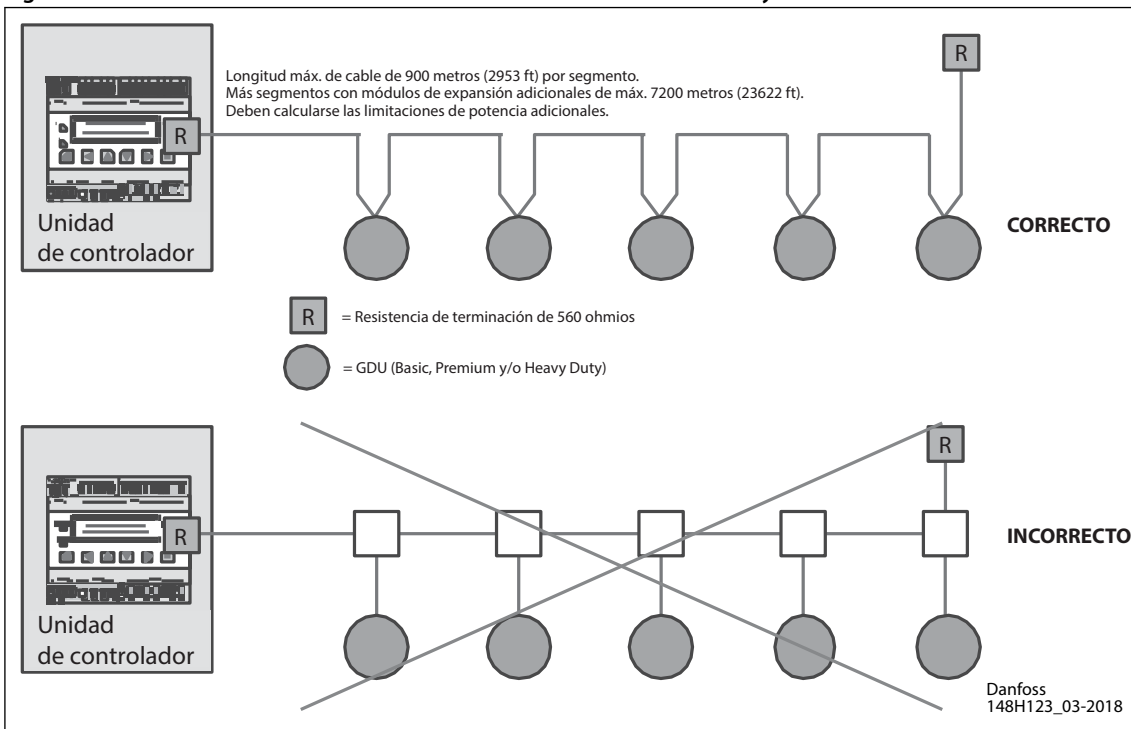 R
Longitud máx. de cable de 900 metros (2953 ft) por segmento.
Más segmentos con módulos de expansión adicionales de máx. 7200 metros (23622 ft).
Deben calcularse las limitaciones de potencia adicionales.
R
Unidad
de controlador
CORRECTO
R
= Resistencia de terminación de 560 ohmios
= GDU (Basic, Premium y/o Heavy Duty)
R
R
INCORRECTO
Unidad
de controlador
Danfoss
148H123_03-2018